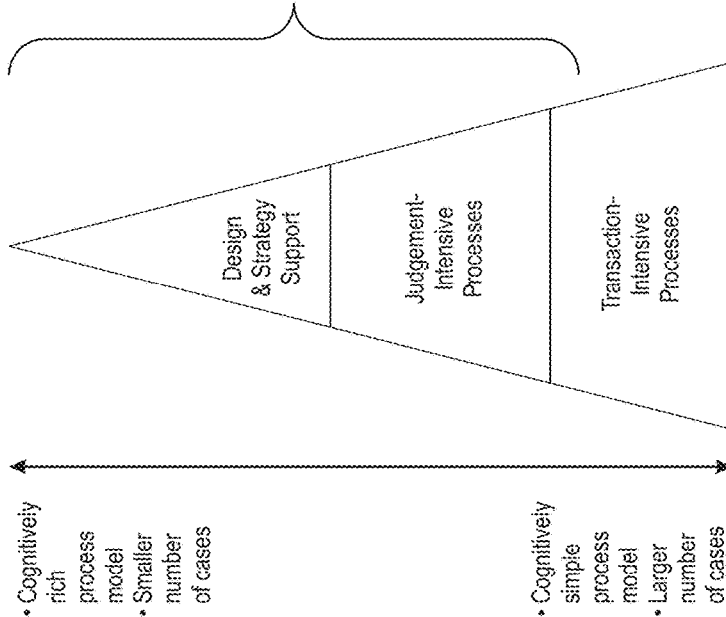 • Cognitively
rich
process
model
• Smaller
number
of cases
Design
& Strategy
Support
Judgement-
Intensive
Processes
Transaction-
Intensive
Processes
• Cognitively
simple
process
model
• Larger
number
of cases